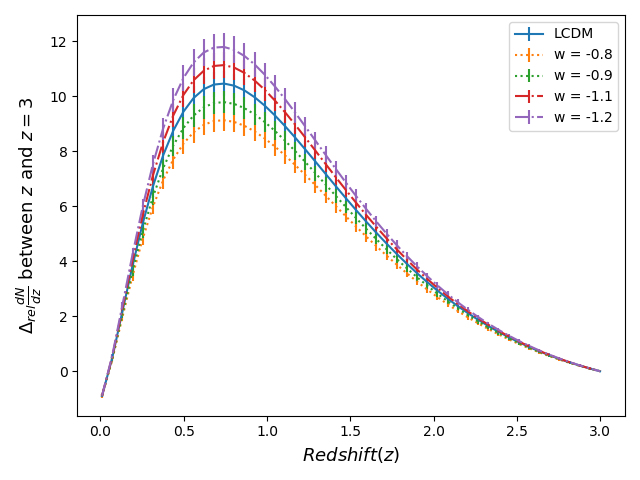 LCDM
w = -0.8
w = -0.9
w = -1.1
w = -1.2
12
10
8
6
4
2
0
Δ_rel dN/dz between z and z = 3
0.0 0.5 1.0 1.5 2.0 2.5 3.0
Redshift(z)